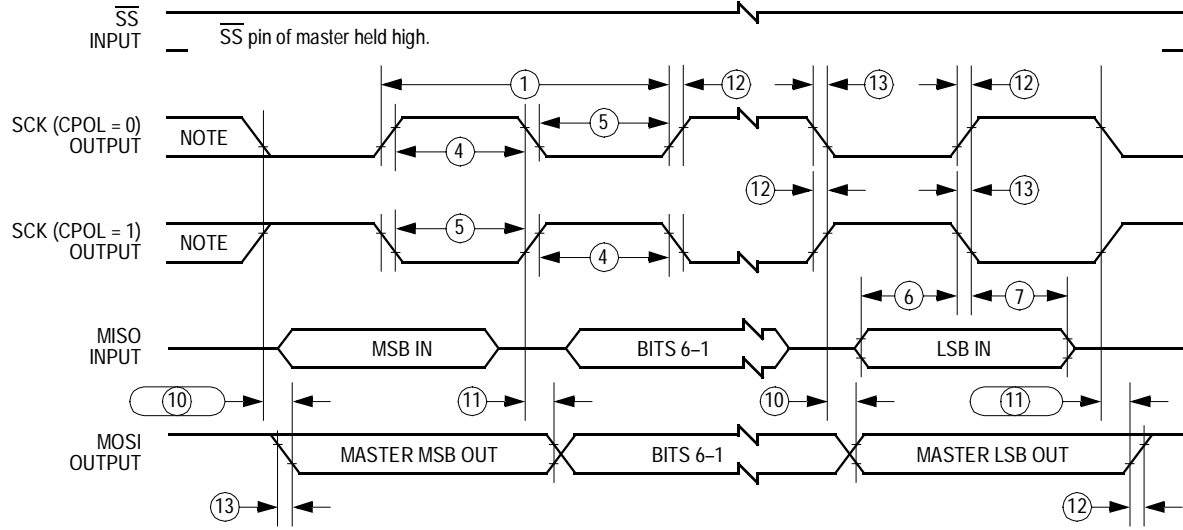 SS
INPUT
SS pin of master held high.
1
12
13
12
SCK (CPOL = 0)
OUTPUT
NOTE
5
4
12
13
SCK (CPOL = 1)
OUTPUT
NOTE
5
4
6
7
MISO
INPUT
MSB IN
BITS 6–1
LSB IN
10
11
10
11
MOSI
OUTPUT
MASTER MSB OUT
BITS 6–1
MASTER LSB OUT
13
12